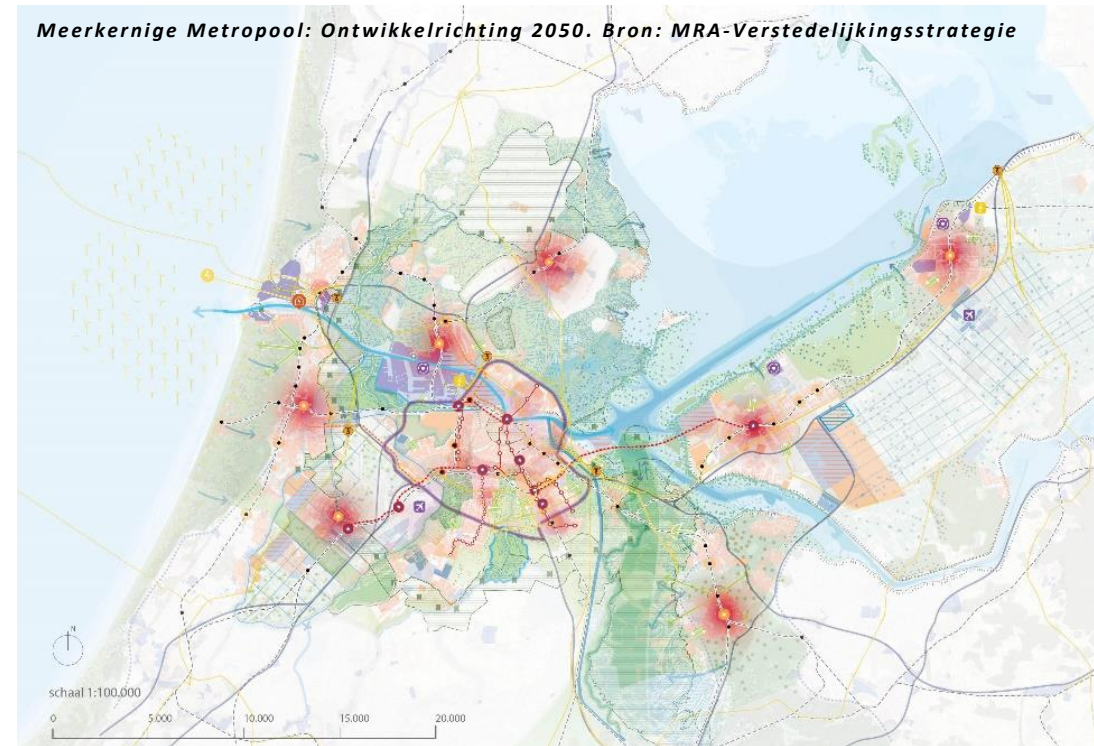 Meerkernige Metropool: Ontwikkelrichting 2050. Bron: MRA-Verstedelijkingsstrategie
N
schaal 1:100.000
0 5.000 10.000 15.000 20.000